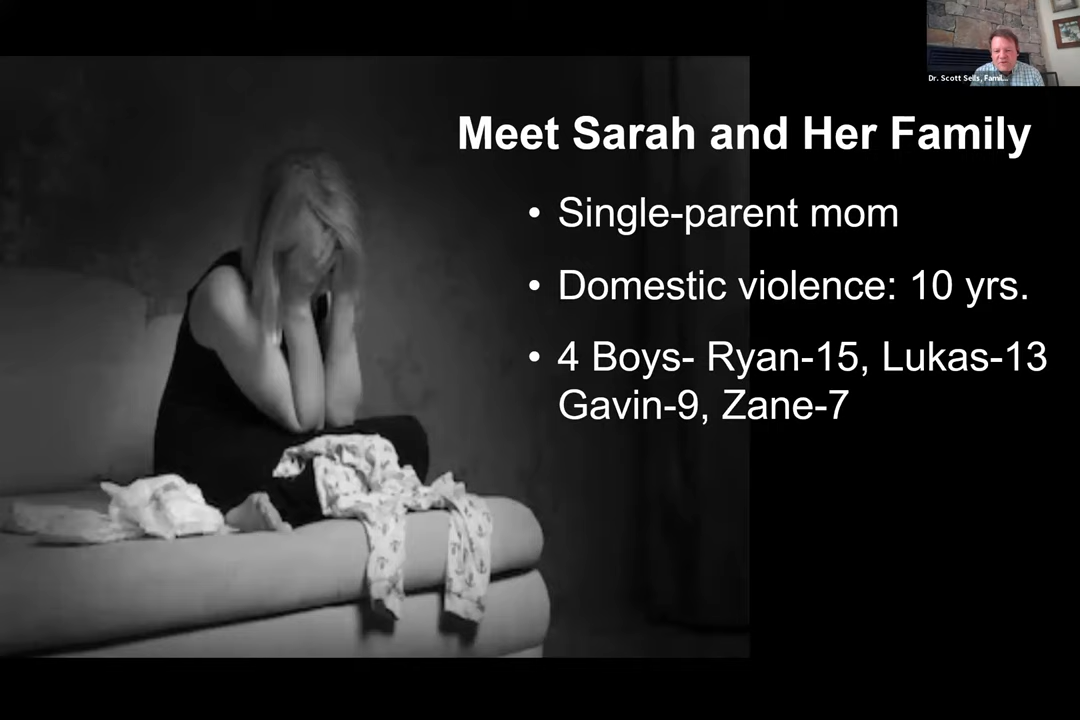 Dr. Scott Sells, Famil...
Meet Sarah and Her Family
• Single-parent mom
• Domestic violence: 10 yrs.
• 4 Boys- Ryan-15, Lukas-13
Gavin-9, Zane-7